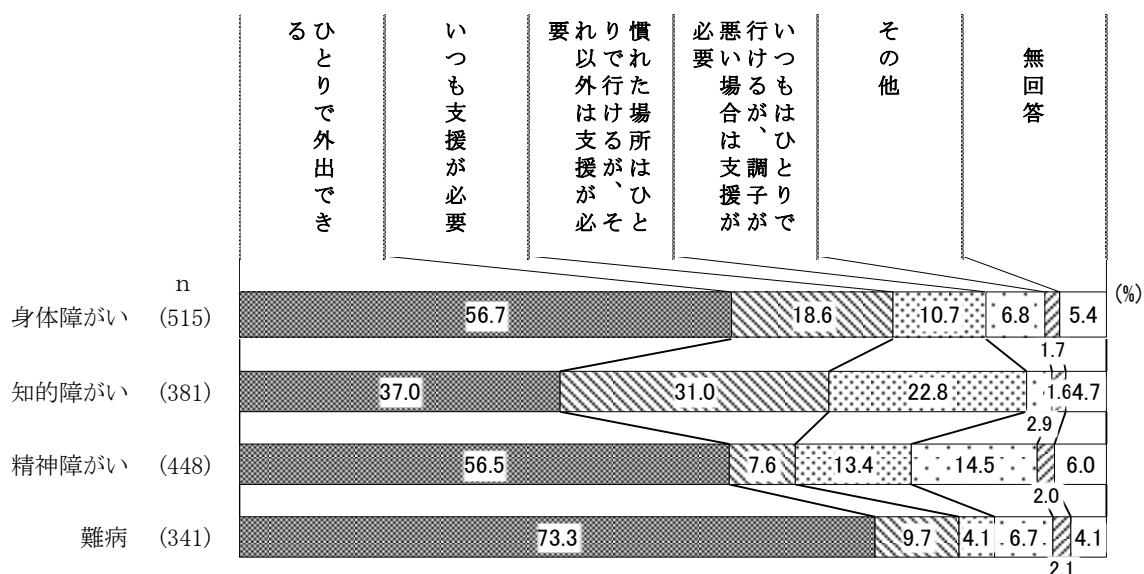 ひとりで外出でき
る
いつも支援が必要
慣れた場所はひと
りで行けるが、そ
れ以外は支援が必
要
いつもはひとりで
行けるが、調子が
悪い場合は支援が
必要
その他
無回答
n
(%)
身体障がい (515) 56.7 18.6 10.7 6.8 5.4
1.7
知的障がい (381) 37.0 31.0 22.8 1.6 4.7
2.9
精神障がい (448) 56.5 7.6 13.4 14.5 6.0
2.0
難病 (341) 73.3 9.7 4.1 6.7 4.1
2.1